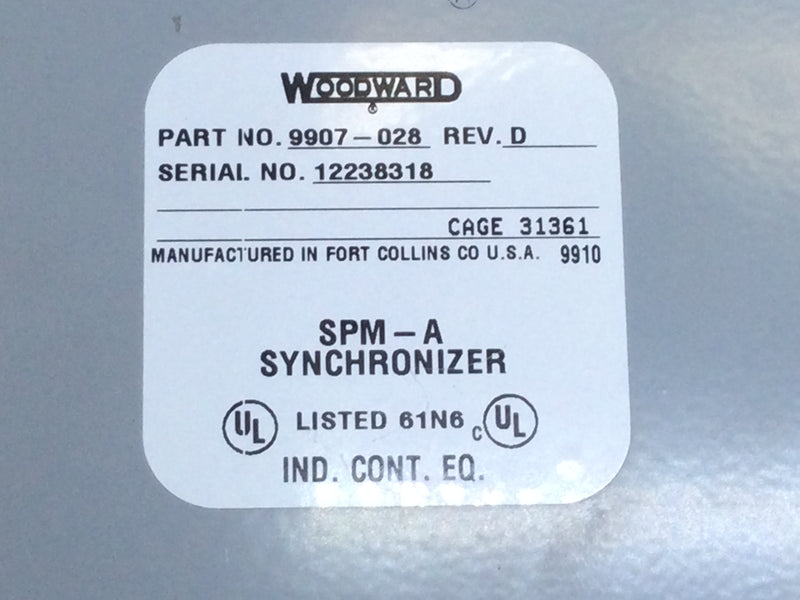 WOODWARD
®
PART NO. 9907-028 REV. D
SERIAL NO. 12238318
CAGE 31361
MANUFACTURED IN FORT COLLINS CO U.S.A. 9910
SPM-A
SYNCHRONIZER
UL LISTED 61N6 C UL
IND. CONT. EQ.